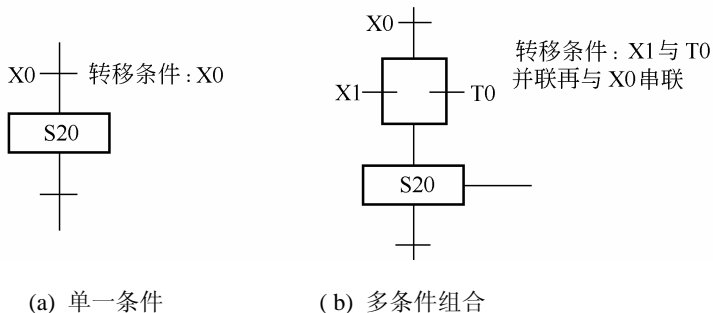 X0
转移条件：X0
S20
X0
X1
T0
转移条件：X1与T0
并联再与X0串联
S20
(a) 单一条件
( b) 多条件组合